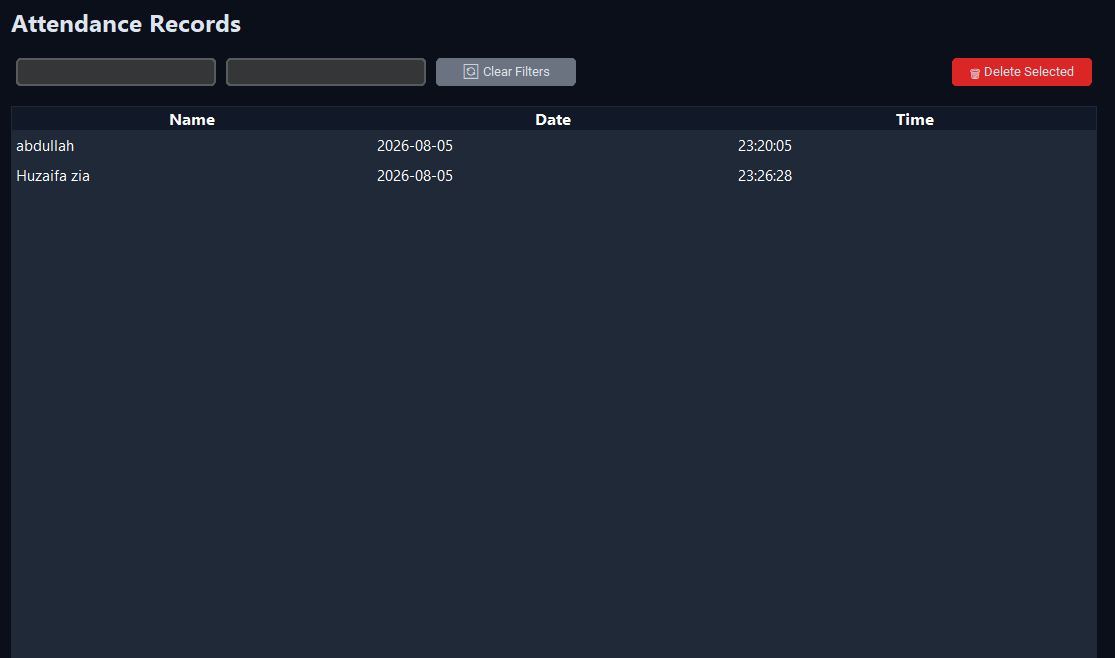 Attendance Records
Clear Filters
Delete Selected
Name Date Time
abdullah 2026-08-05 23:20:05
Huzaifa zia 2026-08-05 23:26:28